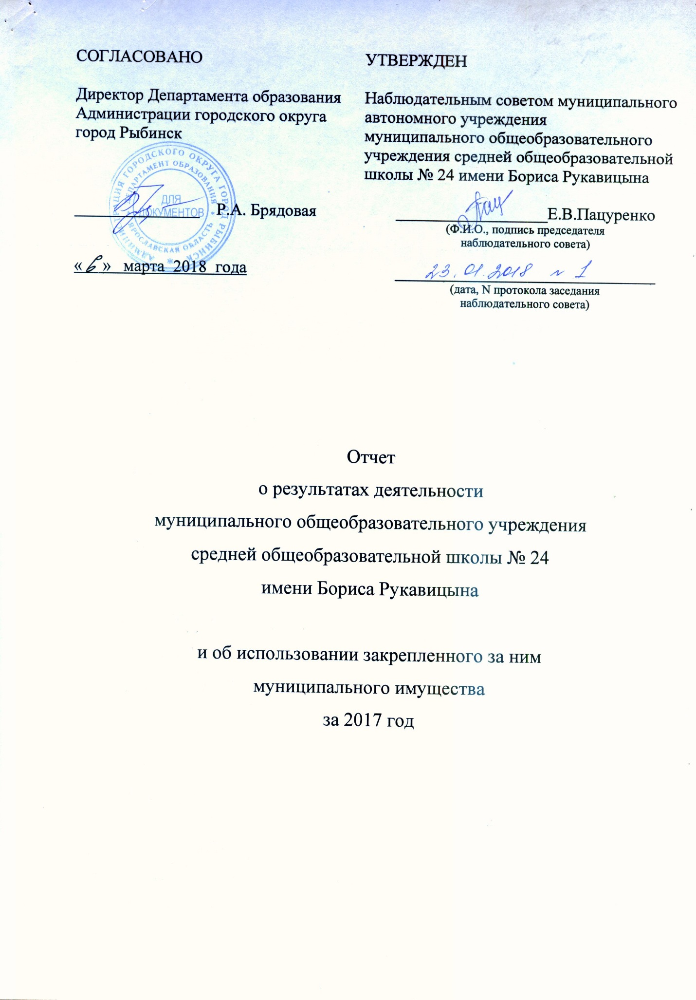 СОГЛАСОВАНО
Директор Департамента образования
Администрации городского округа
город Рыбинск
АДМИНИСТРАЦИЯ ГОРОДСКОГО ОКРУГА ГОРОД РЫБИНСК
ДЕПАРТАМЕНТ ОБРАЗОВАНИЯ
ЯРОСЛАВСКАЯ ОБЛАСТЬ
ДЛЯ
ДОКУМЕНТОВ
Р.А. Брядовая
« 6 » марта 2018 года
УТВЕРЖДЕН
Наблюдательным советом муниципального
автономного учреждения
муниципального общеобразовательного
учреждения средней общеобразовательной
школы № 24 имени Бориса Рукавицына
Е.В.Пацуренко
(Ф.И.О., подпись председателя
наблюдательного совета)
23.01.2018 N 1
(дата, N протокола заседания
наблюдательного совета)
Отчет
о результатах деятельности
муниципального общеобразовательного учреждения
средней общеобразовательной школы № 24
имени Бориса Рукавицына
и об использовании закрепленного за ним
муниципального имущества
за 2017 год